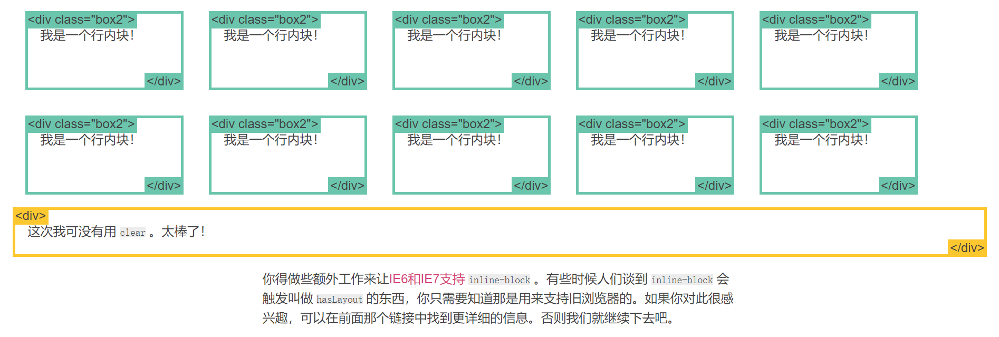 <div class="box2"> <div class="box2"> <div class="box2"> <div class="box2"> <div class="box2">
我是一个行内块！ 我是一个行内块！ 我是一个行内块！ 我是一个行内块！ 我是一个行内块！
</div> </div> </div> </div> </div>
<div class="box2"> <div class="box2"> <div class="box2"> <div class="box2"> <div class="box2">
我是一个行内块！ 我是一个行内块！ 我是一个行内块！ 我是一个行内块！ 我是一个行内块！
</div> </div> </div> </div> </div>
<div>
这次我可没有用 clear 。太棒了！
</div>
你得做些额外工作来让IE6和IE7支持 inline-block 。有些时候人们谈到 inline-block 会
触发叫做 hasLayout 的东西，你只需要知道那是用来支持旧浏览器的。如果你对此很感
兴趣，可以在前面那个链接中找到更详细的信息。否则我们就继续下去吧。